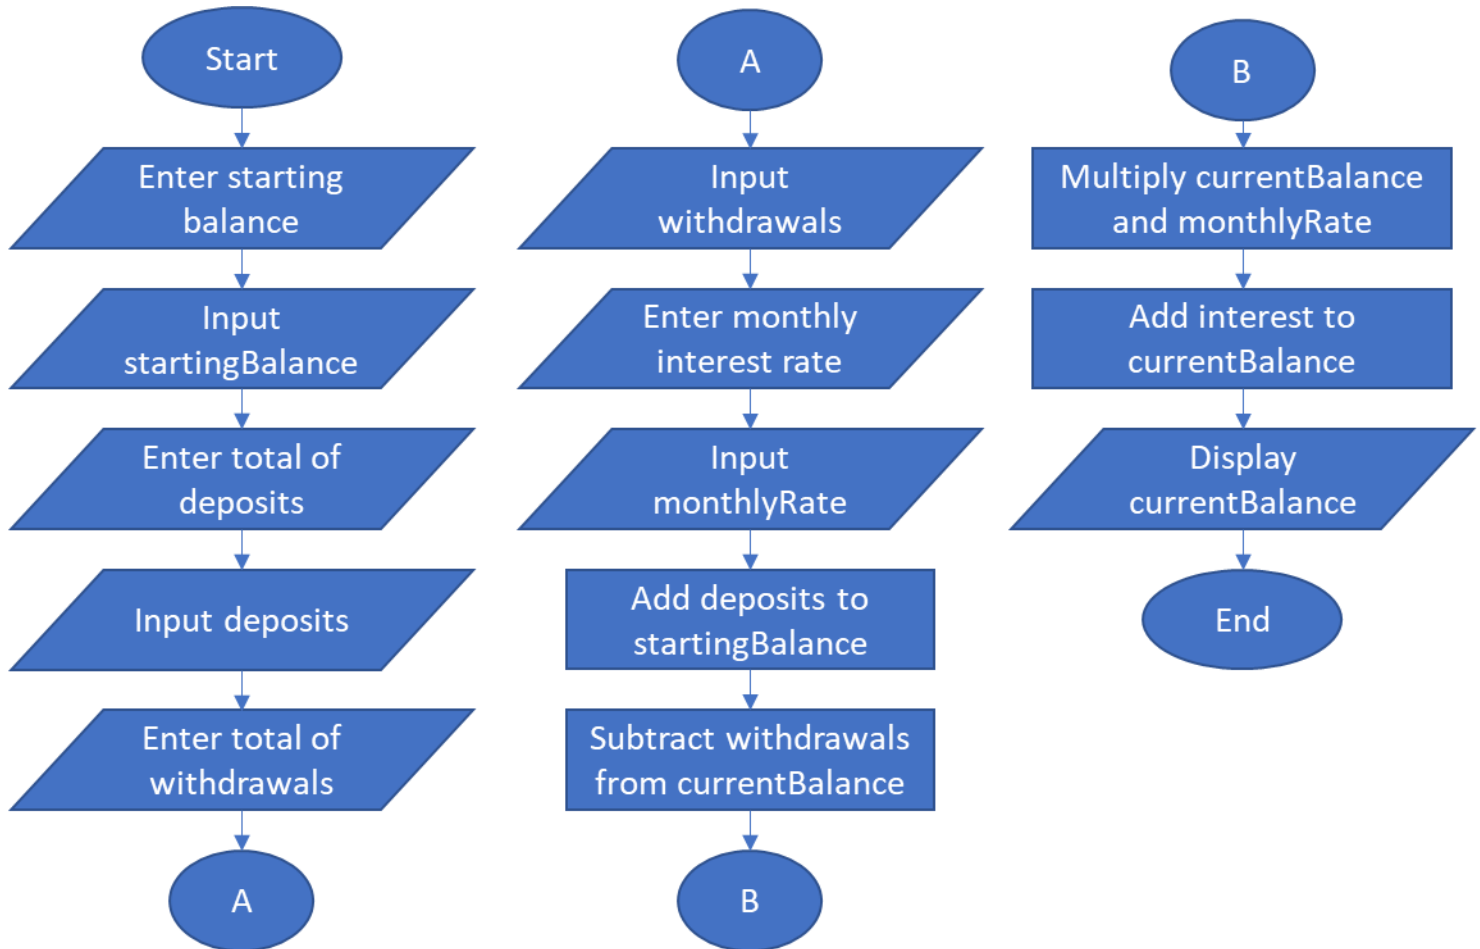 Start
Enter starting
balance
Input
startingBalance
Enter total of
deposits
Input deposits
Enter total of
withdrawals
A
A
Input
withdrawals
Enter monthly
interest rate
Input
monthlyRate
Add deposits to
startingBalance
Subtract withdrawals
from currentBalance
B
B
Multiply currentBalance
and monthlyRate
Add interest to
currentBalance
Display
currentBalance
End